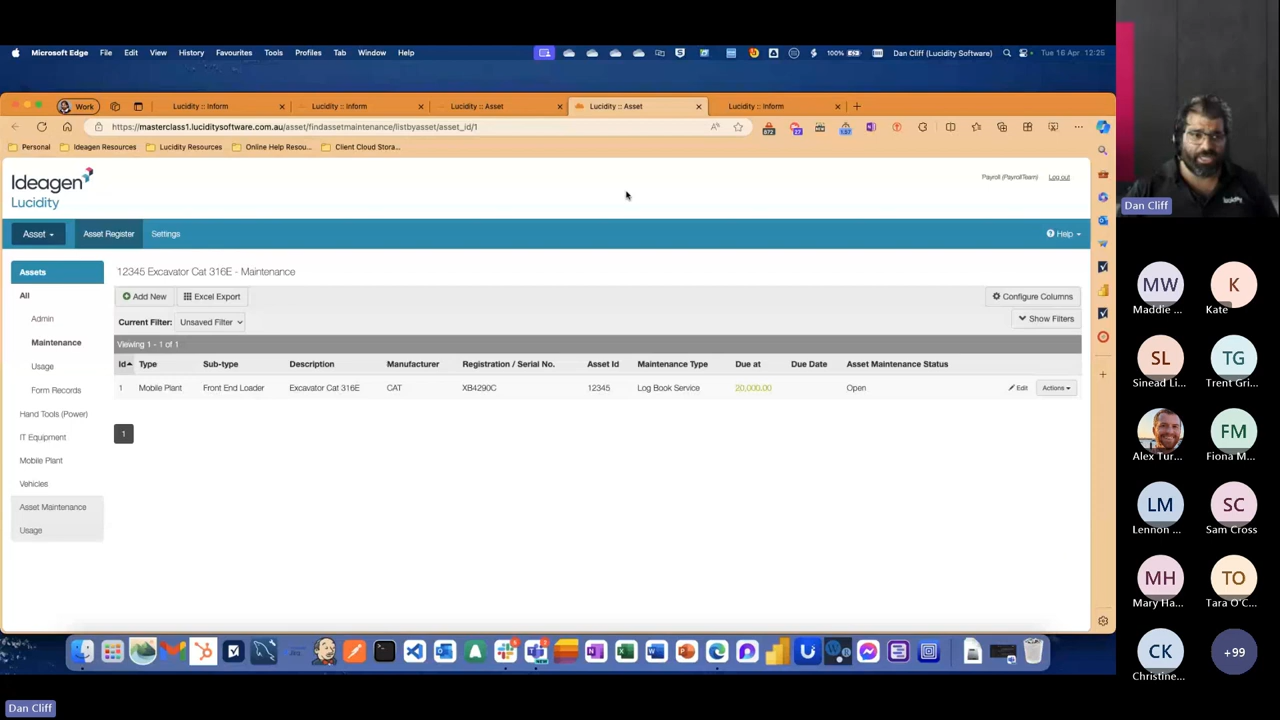 Microsoft Edge File Edit View History Favourites Tools Profiles Tab Window Help
100%
Dan Cliff (Lucidity Software)
Tue 16 Apr 12:25
Work
Lucidity :: Inform
Lucidity :: Inform
Lucidity :: Asset
Lucidity :: Asset
Lucidity :: Inform
https://masterclass1.luciditysoftware.com.au/asset/findassetmaintenance/listbyasset/asset_id/1
Personal
Ideagen Resources
Lucidity Resources
Online Help Resou...
Client Cloud Stora...
Ideagen
Lucidity
Payroll (PayrollTeam)
Log out
Asset
Asset Register
Settings
Help
Assets
All
Admin
Maintenance
Usage
Form Records
Hand Tools (Power)
IT Equipment
Mobile Plant
Vehicles
Asset Maintenance
Usage
12345 Excavator Cat 316E - Maintenance
Add New
Excel Export
Configure Columns
Current Filter:
Unsaved Filter
Show Filters
Viewing 1 - 1 of 1
Id Type Sub-type Description Manufacturer Registration / Serial No. Asset Id Maintenance Type Due at Due Date Asset Maintenance Status
1 Mobile Plant Front End Loader Excavator Cat 316E CAT XB4290C 12345 Log Book Service 20,000.00 Open Edit Actions
1
Dan Cliff
MW
Maddie ...
K
Kate
SL
Sinead Li...
TG
Trent Gri...
Alex Tur...
FM
Fiona M...
LM
Lennon ...
SC
Sam Cross
MH
Mary Ha...
TO
Tara O'C...
CK
Christine...
+99
Dan Cliff